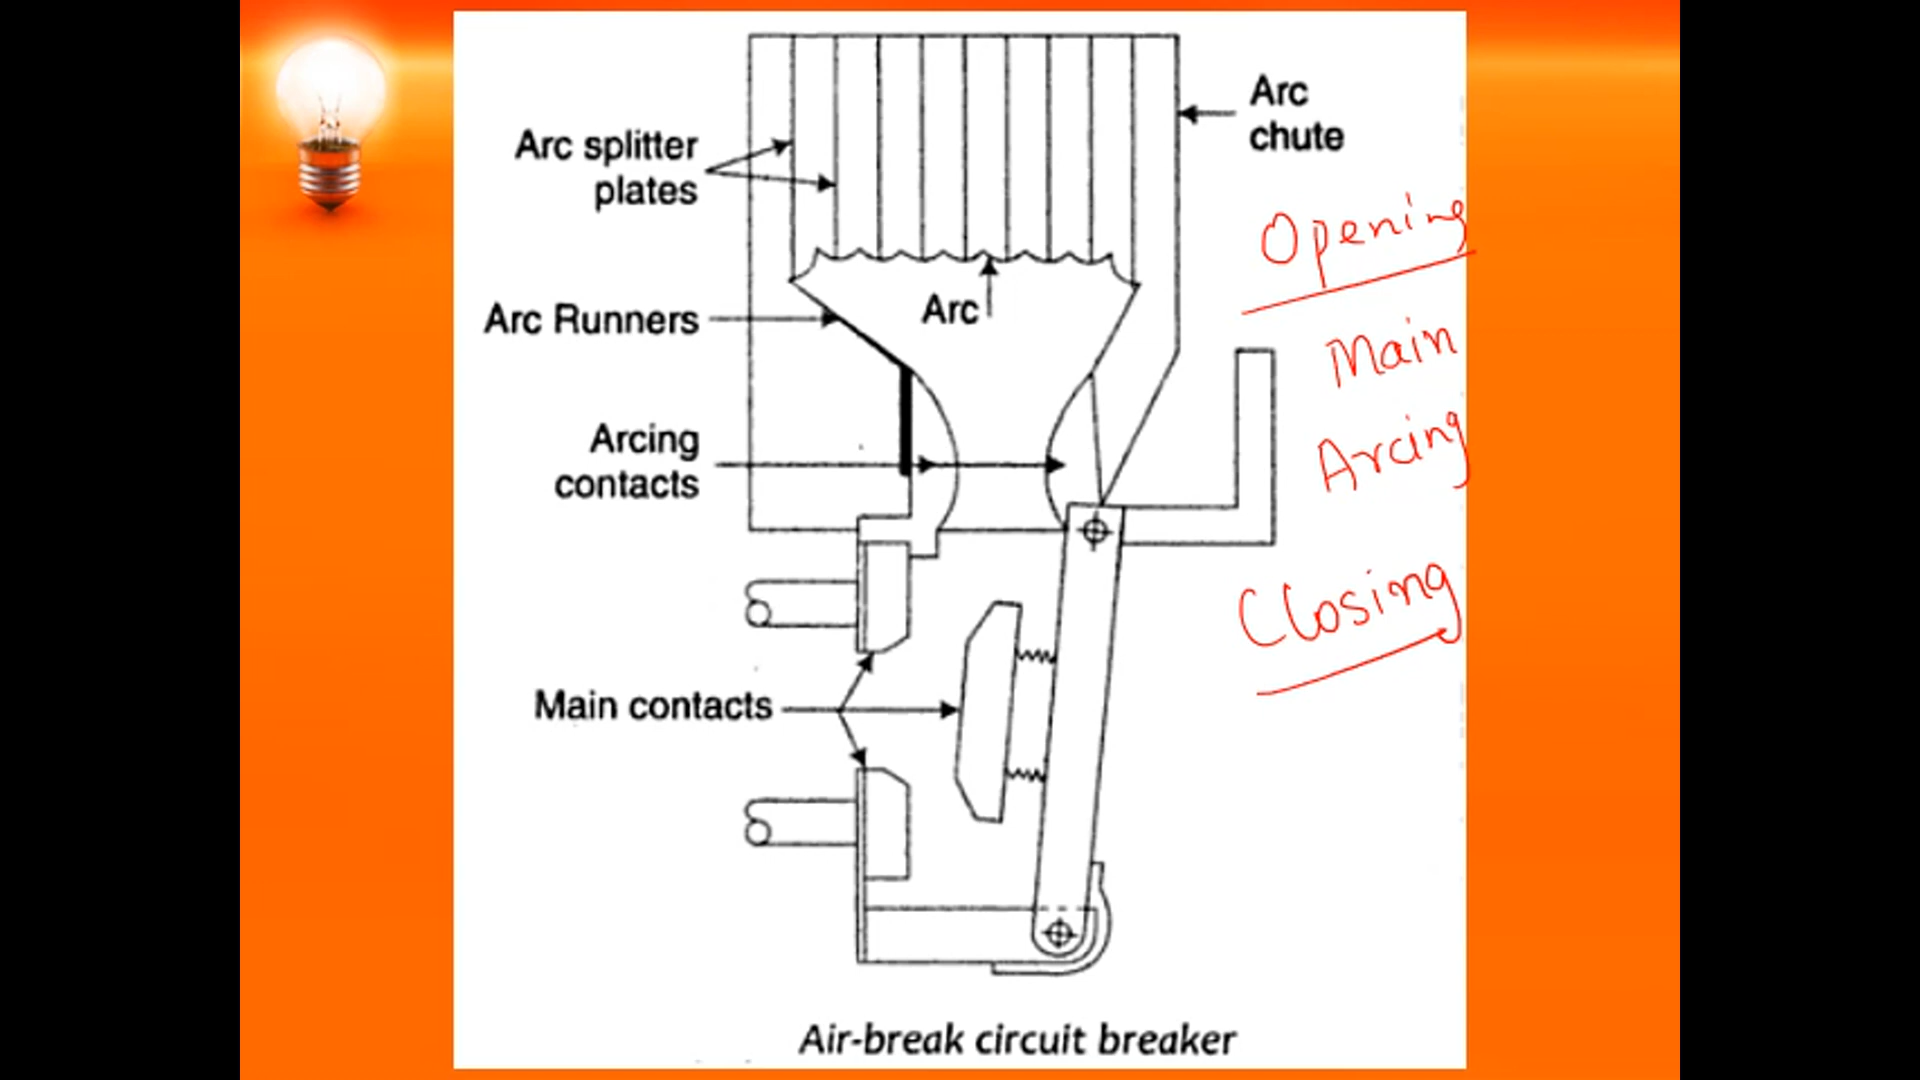 Arc
chute
Arc splitter
plates
Opening
Arc Runners
Arc
Main
Arcing
contacts
Arcing
Closing
Main contacts
Air-break circuit breaker